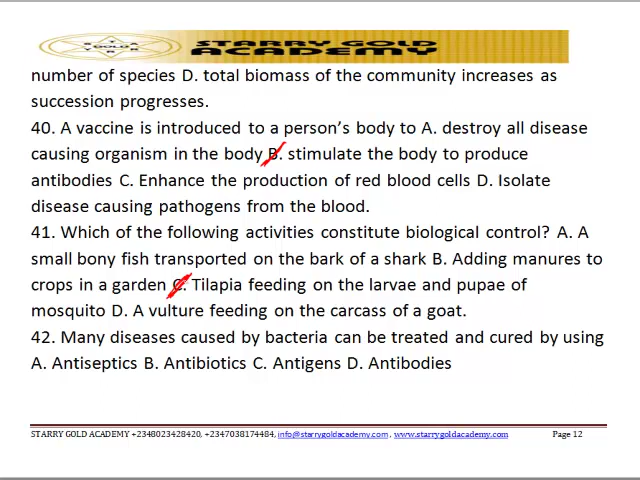 STARRY GOLD
ACADEMY
number of species D. total biomass of the community increases as
succession progresses.
40. A vaccine is introduced to a person's body to A. destroy all disease
causing organism in the body B. stimulate the body to produce
antibodies C. Enhance the production of red blood cells D. Isolate
disease causing pathogens from the blood.
41. Which of the following activities constitute biological control? A. A
small bony fish transported on the bark of a shark B. Adding manures to
crops in a garden C. Tilapia feeding on the larvae and pupae of
mosquito D. A vulture feeding on the carcass of a goat.
42. Many diseases caused by bacteria can be treated and cured by using
A. Antiseptics B. Antibiotics C. Antigens D. Antibodies
STARRY GOLD ACADEMY +2348023428420, +2347038174484, info@starrygoldacademy.com, www.starrygoldacademy.com Page 12